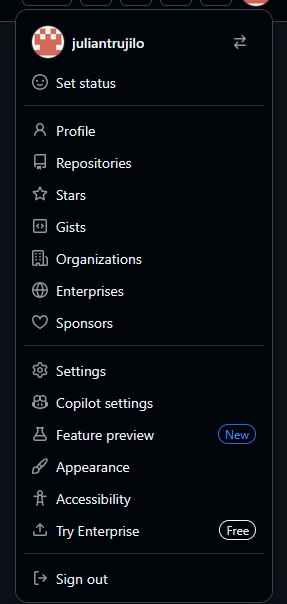 juliantrujilo
Set status
Profile
Repositories
Stars
Gists
Organizations
Enterprises
Sponsors
Settings
Copilot settings
Feature preview New
Appearance
Accessibility
Try Enterprise Free
Sign out